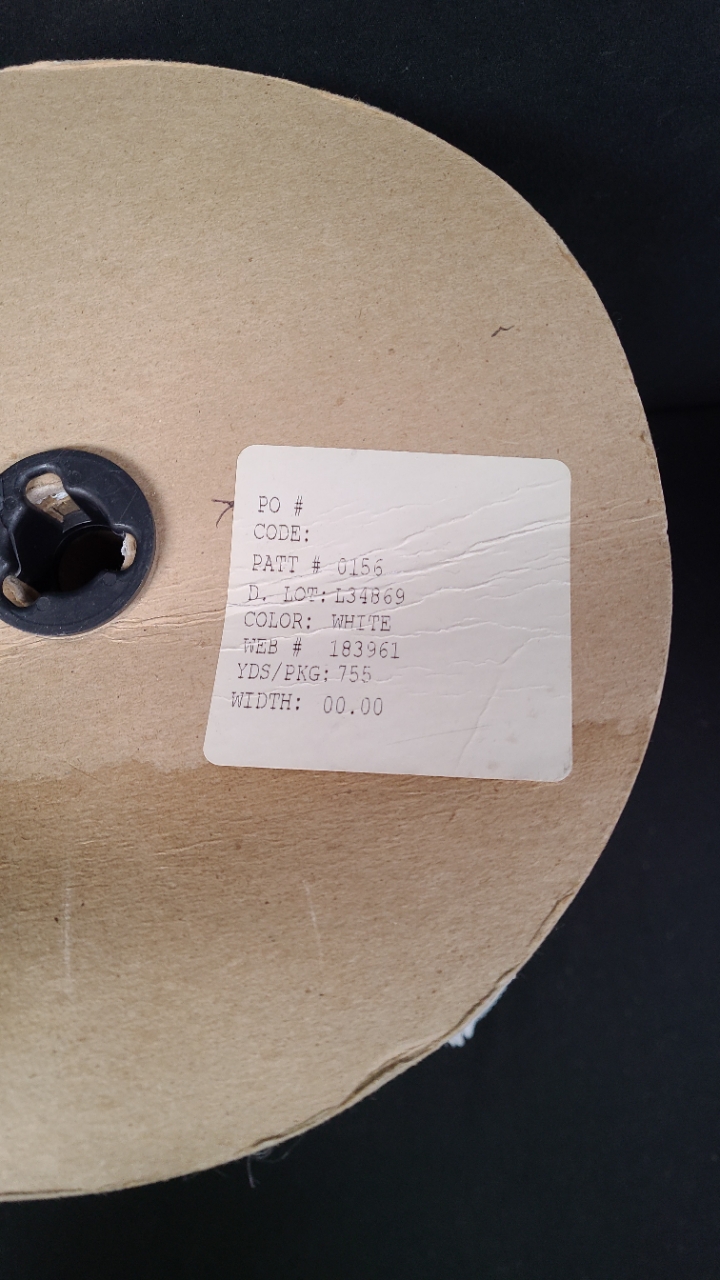 PO #
CODE:
PATT # 0156
D. LOT: L34869
COLOR: WHITE
WEB # 183961
YDS/PKG: 755
WIDTH: 00.00